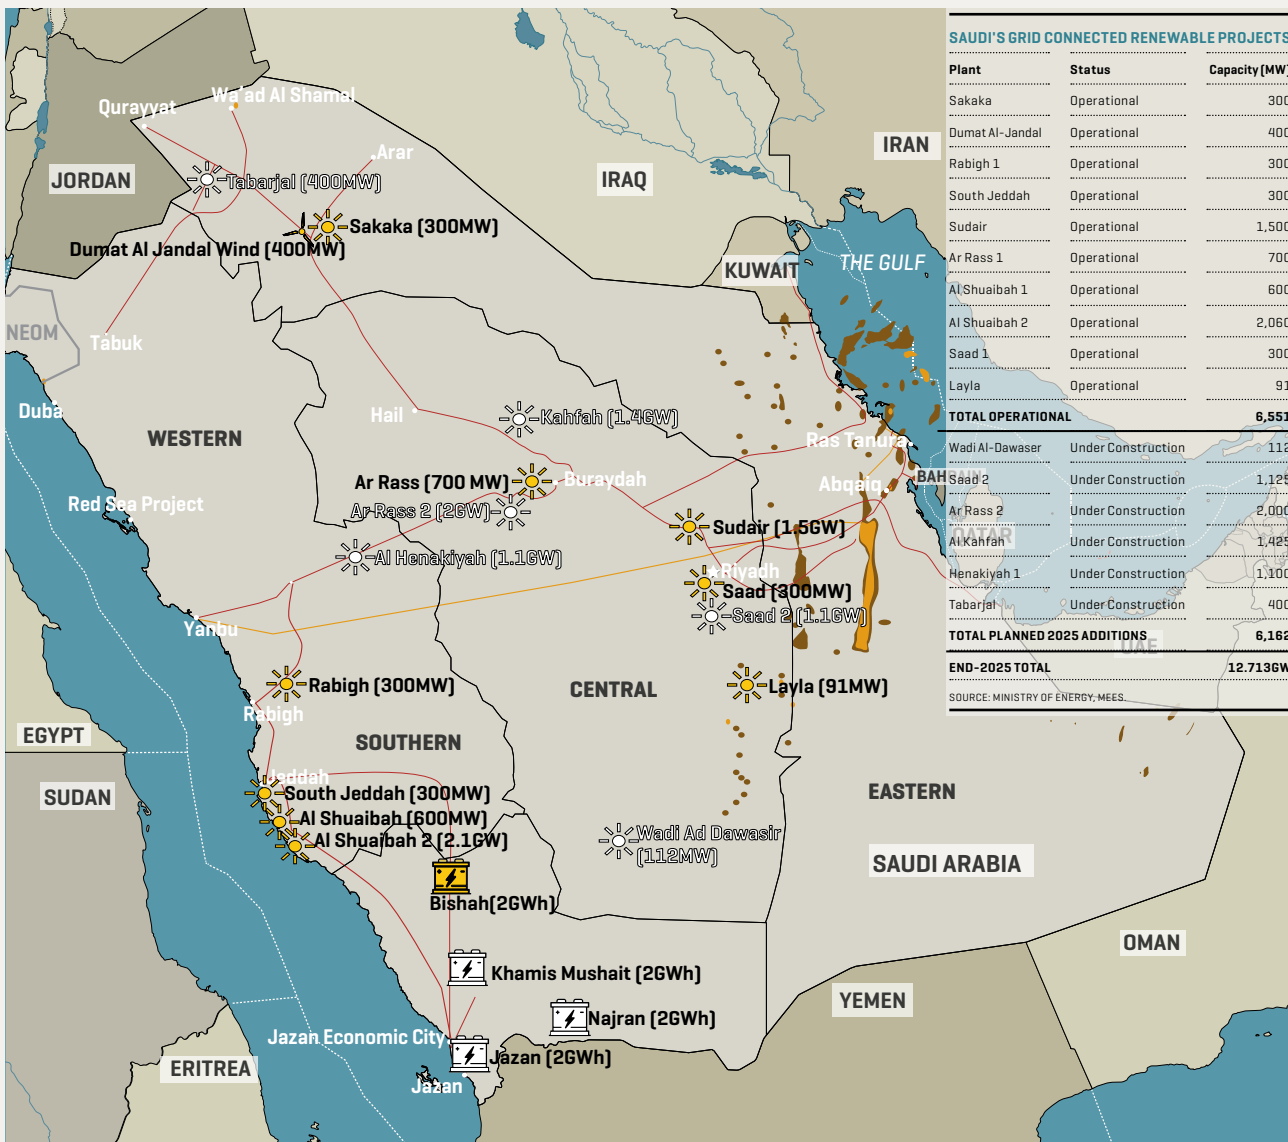 SAUDI'S GRID CONNECTED RENEWABLE PROJECTS
Plant Status Capacity (MW)
Sakaka Operational 300
Dumat Al-Jandal Operational 400
Rabigh 1 Operational 300
South Jeddah Operational 300
Sudair Operational 1,500
Ar Rass 1 Operational 700
Al Shuaibah 1 Operational 600
Al Shuaibah 2 Operational 2,060
Saad 1 Operational 300
Layla Operational 91
TOTAL OPERATIONAL 6,551
Wadi Al-Dawaser Under Construction 112
Saad 2 Under Construction 1,125
Ar Rass 2 Under Construction 2,000
Al Kahfah Under Construction 1,425
Henakiyah 1 Under Construction 1,100
Tabarjal Under Construction 400
TOTAL PLANNED 2025 ADDITIONS 6,162
END-2025 TOTAL 12.713GW
SOURCE: MINISTRY OF ENERGY, MEES.
Wa'ad Al Shamal
Qurayyat
Arar
IRAN
JORDAN
Tabarjal (400MW)
IRAQ
Sakaka (300MW)
Dumat Al Jandal Wind (400MW)
KUWAIT
THE GULF
NEOM
Tabuk
Duba
Hail
Kahfah (1.4GW)
WESTERN
Ras Tanura
Ar Rass (700 MW)
Buraydah
Abqaiq
BAHRAIN
Red Sea Project
Ar Rass 2 (2GW)
Sudair (1.5GW)
QATAR
Al Henakiyah (1.1GW)
Riyadh
Saad (300MW)
Saad 2 (1.1GW)
Yanbu
UAE
Rabigh (300MW)
CENTRAL
Layla (91MW)
Rabigh
EGYPT
SOUTHERN
Jeddah
SUDAN
South Jeddah (300MW)
EASTERN
Al Shuaibah (600MW)
Al Shuaibah 2 (2.1GW)
Wadi Ad Dawasir
(112MW)
SAUDI ARABIA
Bishah(2GWh)
OMAN
Khamis Mushait (2GWh)
YEMEN
Najran (2GWh)
Jazan Economic City
Jazan (2GWh)
ERITREA
Jazan